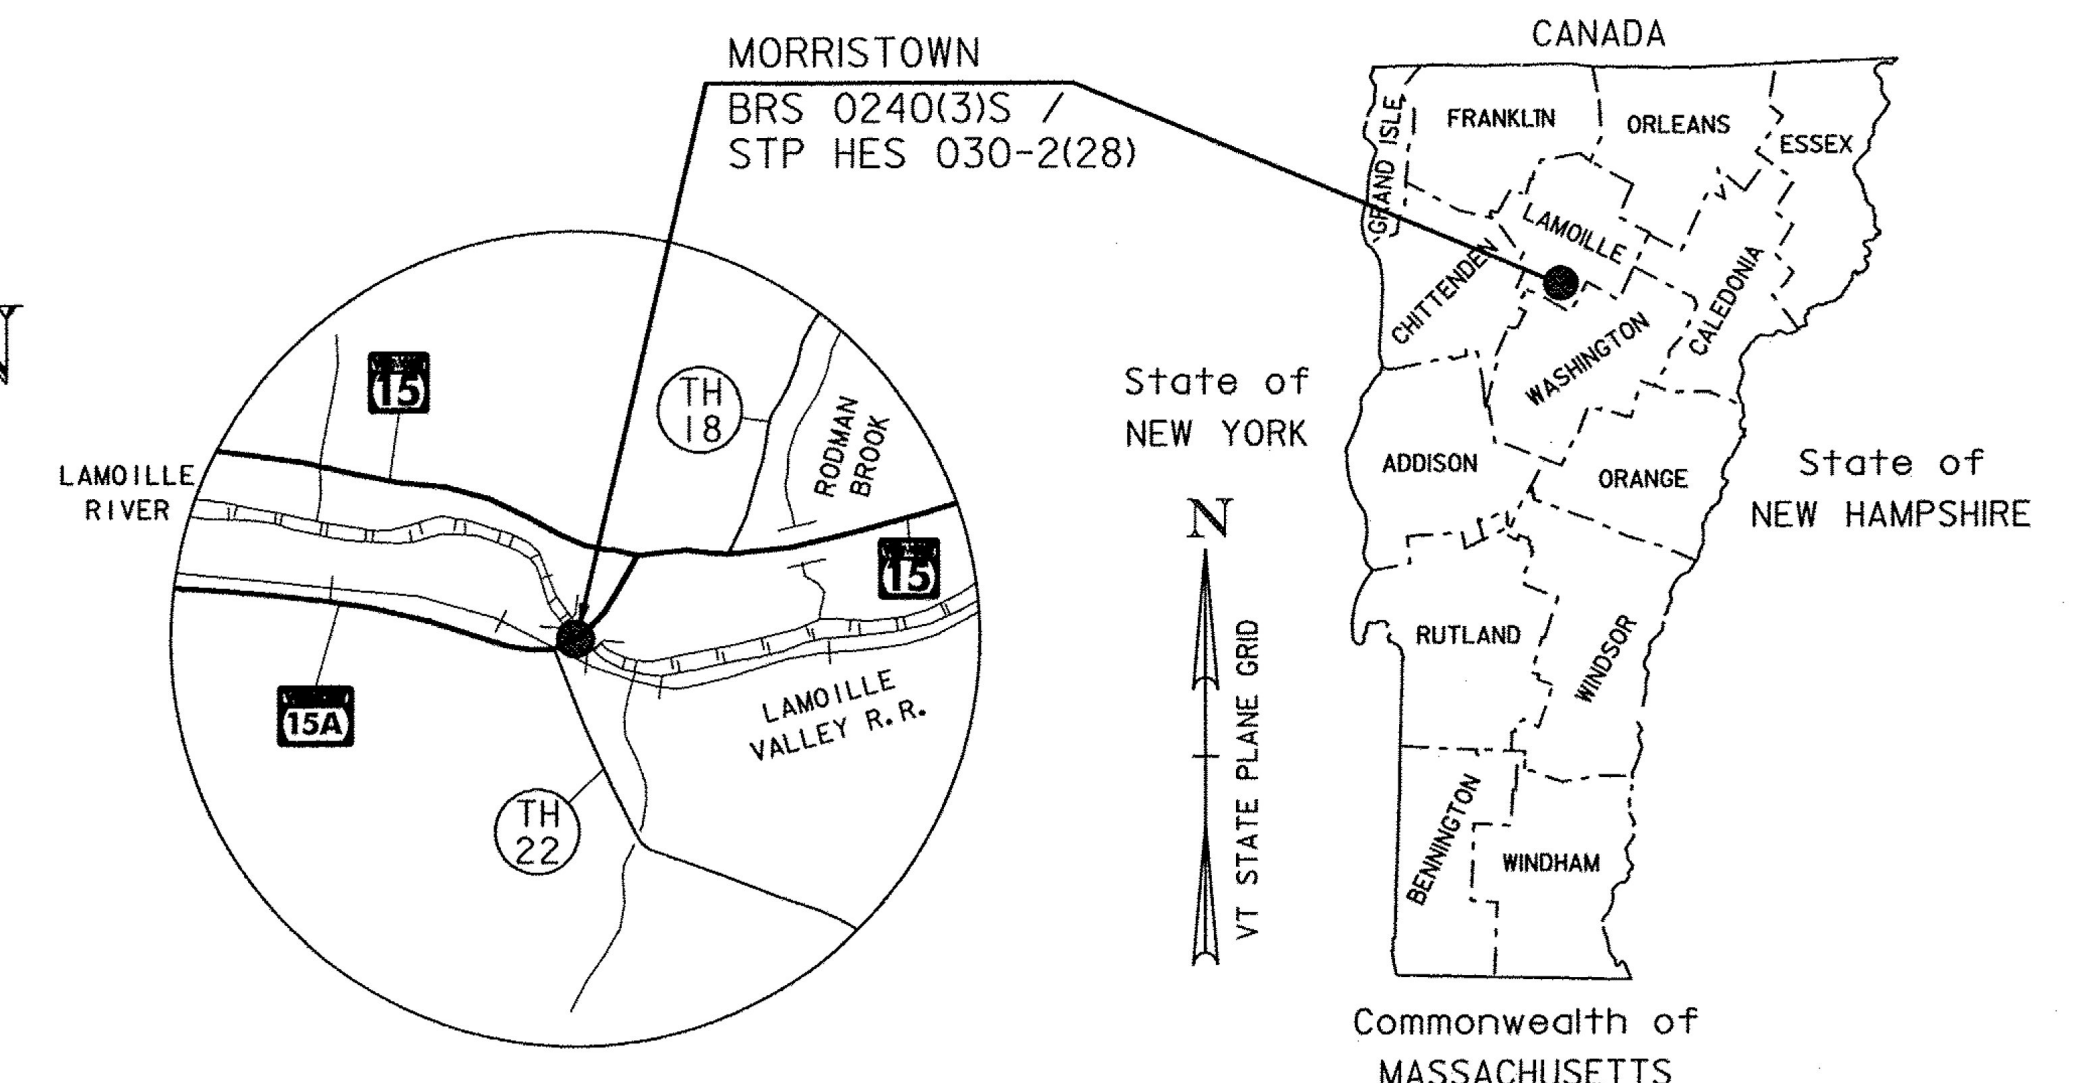 MORRISTOWN
BRS 0240(3)S /
STP HES 030-2(28)
N
15
TH
18
RODMAN
BROOK
LAMOILLE
RIVER
15
15A
LAMOILLE
VALLEY R.R.
TH
22
N
VT STATE PLANE GRID
CANADA
GRAND ISLE
FRANKLIN
ORLEANS
ESSEX
LAMOILLE
CHITTENDEN
CALEDONIA
WASHINGTON
State of
NEW YORK
ADDISON
ORANGE
State of
NEW HAMPSHIRE
RUTLAND
WINDSOR
BENNINGTON
WINDHAM
Commonwealth of
MASSACHUSETTS